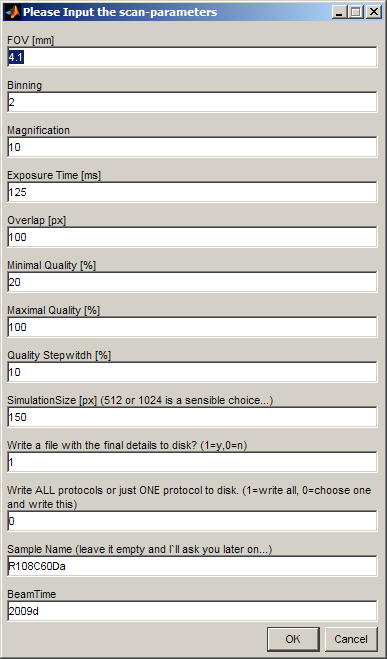 Please Input the scan-parameters
FOV [mm]
4.1
Binning
2
Magnification
10
Exposure Time [ms]
125
Overlap [px]
100
Minimal Quality [%]
20
Maximal Quality [%]
100
Quality Stepwitdh [%]
10
SimulationSize [px] (512 or 1024 is a sensible choice...)
150
Write a file with the final details to disk? (1=y,0=n)
1
Write ALL protocols or just ONE protocol to disk. (1=write all, 0=choose one
and write this)
0
Sample Name (leave it empty and I`ll ask you later on...)
R108C60Da
BeamTime
2009d
OK Cancel